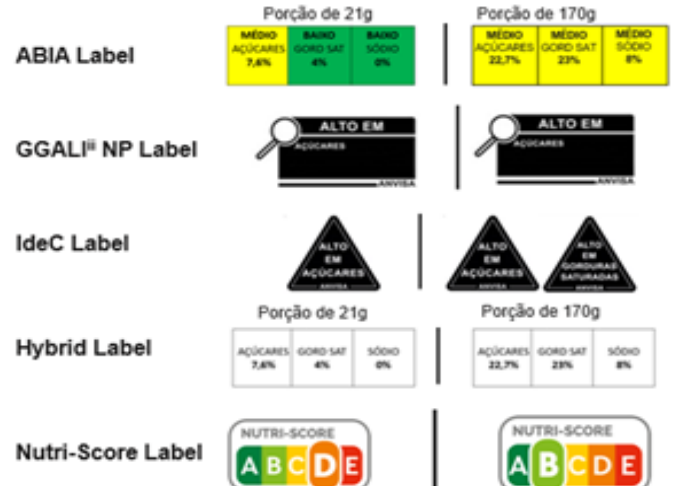 Porção de 21g Porção de 170g
ABIA Label
MÉDIO BAIXO BAIXO MÉDIO MÉDIO MÉDIO
AÇÚCARES GORD SAT SÓDIO AÇÚCARES GORD SAT SÓDIO
7,6% 4% 0% 22,7% 23% 8%
GGALIⁱⁱ NP Label
ALTO EM ALTO EM
AÇÚCARES AÇÚCARES
ANVISA ANVISA
IdeC Label
ALTO ALTO ALTO
EM EM EM
AÇÚCARES AÇÚCARES GORDURAS
SATURADAS
ANVISA ANVISA ANVISA
Porção de 21g Porção de 170g
Hybrid Label
AÇÚCARES GORD SAT SÓDIO AÇÚCARES GORD SAT SÓDIO
7,6% 4% 0% 22,7% 23% 8%
NUTRI-SCORE NUTRI-SCORE
Nutri-Score Label
A B C D E A B C D E